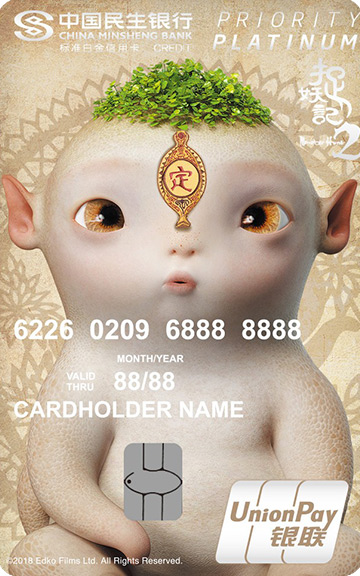 中国民生银行
CHINA MINSHENG BANK
标准白金信用卡 CREDIT
PRIORITY
PLATINUM
捉妖記2
定
6226 0209 6888 8888
MONTH/YEAR
VALID THRU 88/88
CARDHOLDER NAME
UnionPay
银联
©2018 Edko Films Ltd. All Rights Reserved.